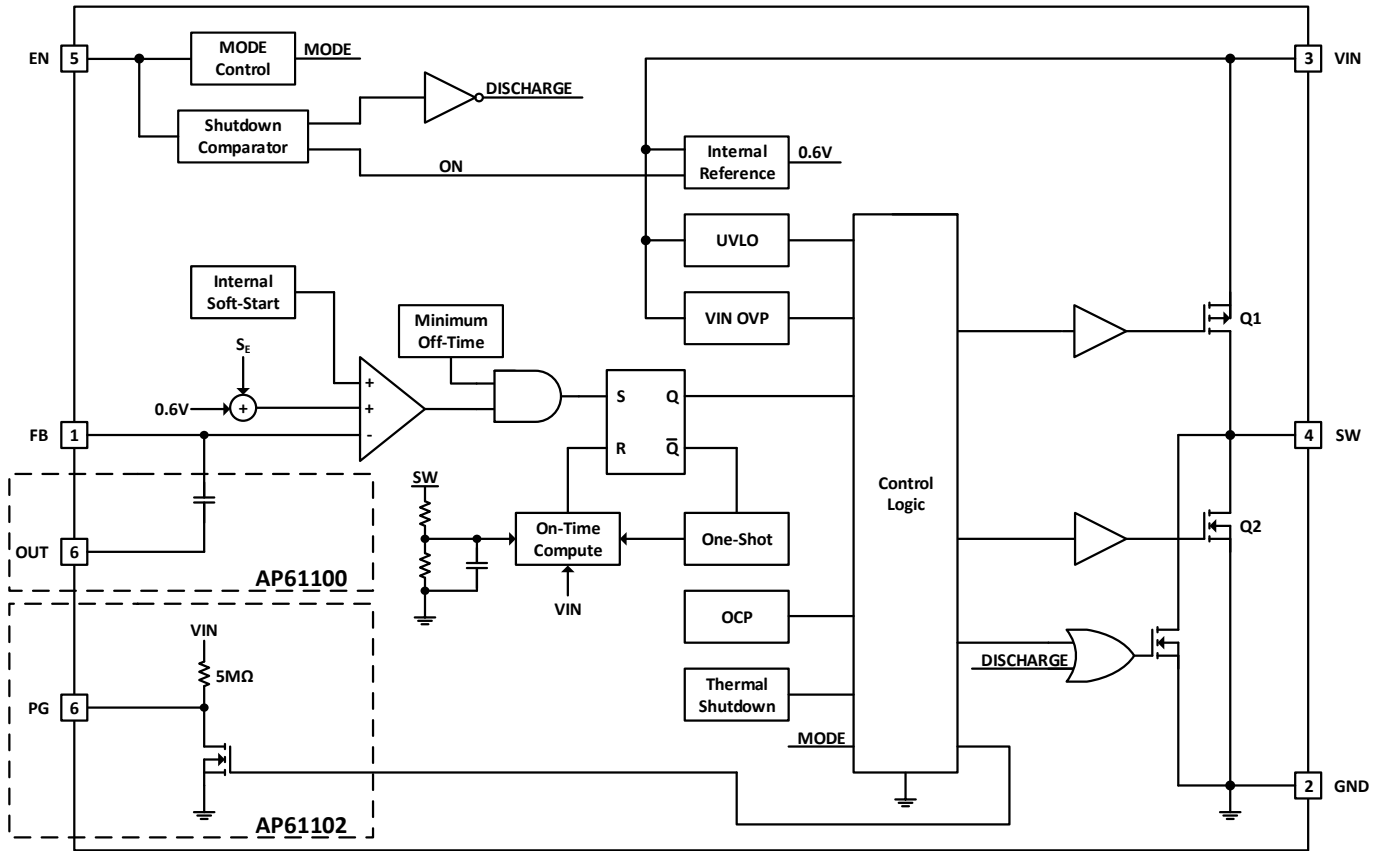 EN
5
MODE
Control
MODE
3
VIN
DISCHARGE
Shutdown
Comparator
ON
Internal
Reference
0.6V
UVLO
VIN OVP
Internal
Soft-Start
Minimum
Off-Time
Q1
SE
0.6V
+
+
+
-
S
Q
R
Q̅
FB
1
4
SW
Control
Logic
SW
On-Time
Compute
One-Shot
VIN
Q2
OUT
6
AP61100
OCP
VIN
5MΩ
PG
6
Thermal
Shutdown
DISCHARGE
MODE
2
GND
AP61102